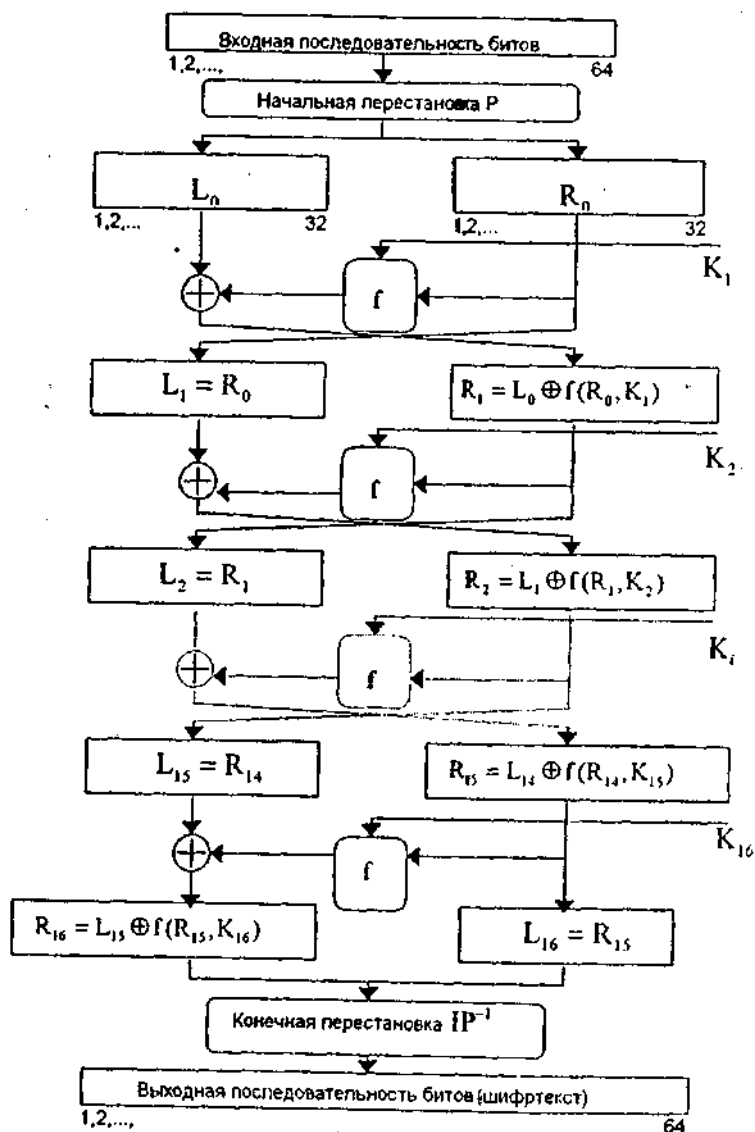 Входная последовательность битов
1,2,..., 64
Начальная перестановка P
L₀ R₀
1,2,... 32 1,2,... 32
K₁
f
L₁ = R₀ R₁ = L₀ ⊕ f(R₀, K₁)
K₂
f
L₂ = R₁ R₂ = L₁ ⊕ f(R₁, K₂)
Kᵢ
f
L₁₅ = R₁₄ R₁₅ = L₁₄ ⊕ f(R₁₄, K₁₅)
K₁₆
f
R₁₆ = L₁₅ ⊕ f(R₁₅, K₁₆) L₁₆ = R₁₅
Конечная перестановка IP⁻¹
Выходная последовательность битов (шифртекст)
1,2,..., 64